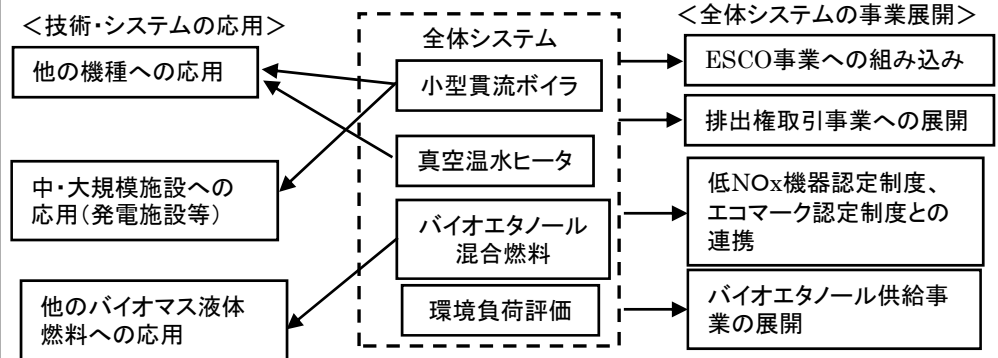 ＜技術・システムの応用＞
他の機種への応用
中・大規模施設への
応用（発電施設等）
他のバイオマス液体
燃料への応用
全体システム
小型貫流ボイラ
真空温水ヒータ
バイオエタノール
混合燃料
環境負荷評価
＜全体システムの事業展開＞
ESCO事業への組み込み
排出権取引事業への展開
低NOx機器認定制度、
エコマーク認定制度との
連携
バイオエタノール供給事
業の展開